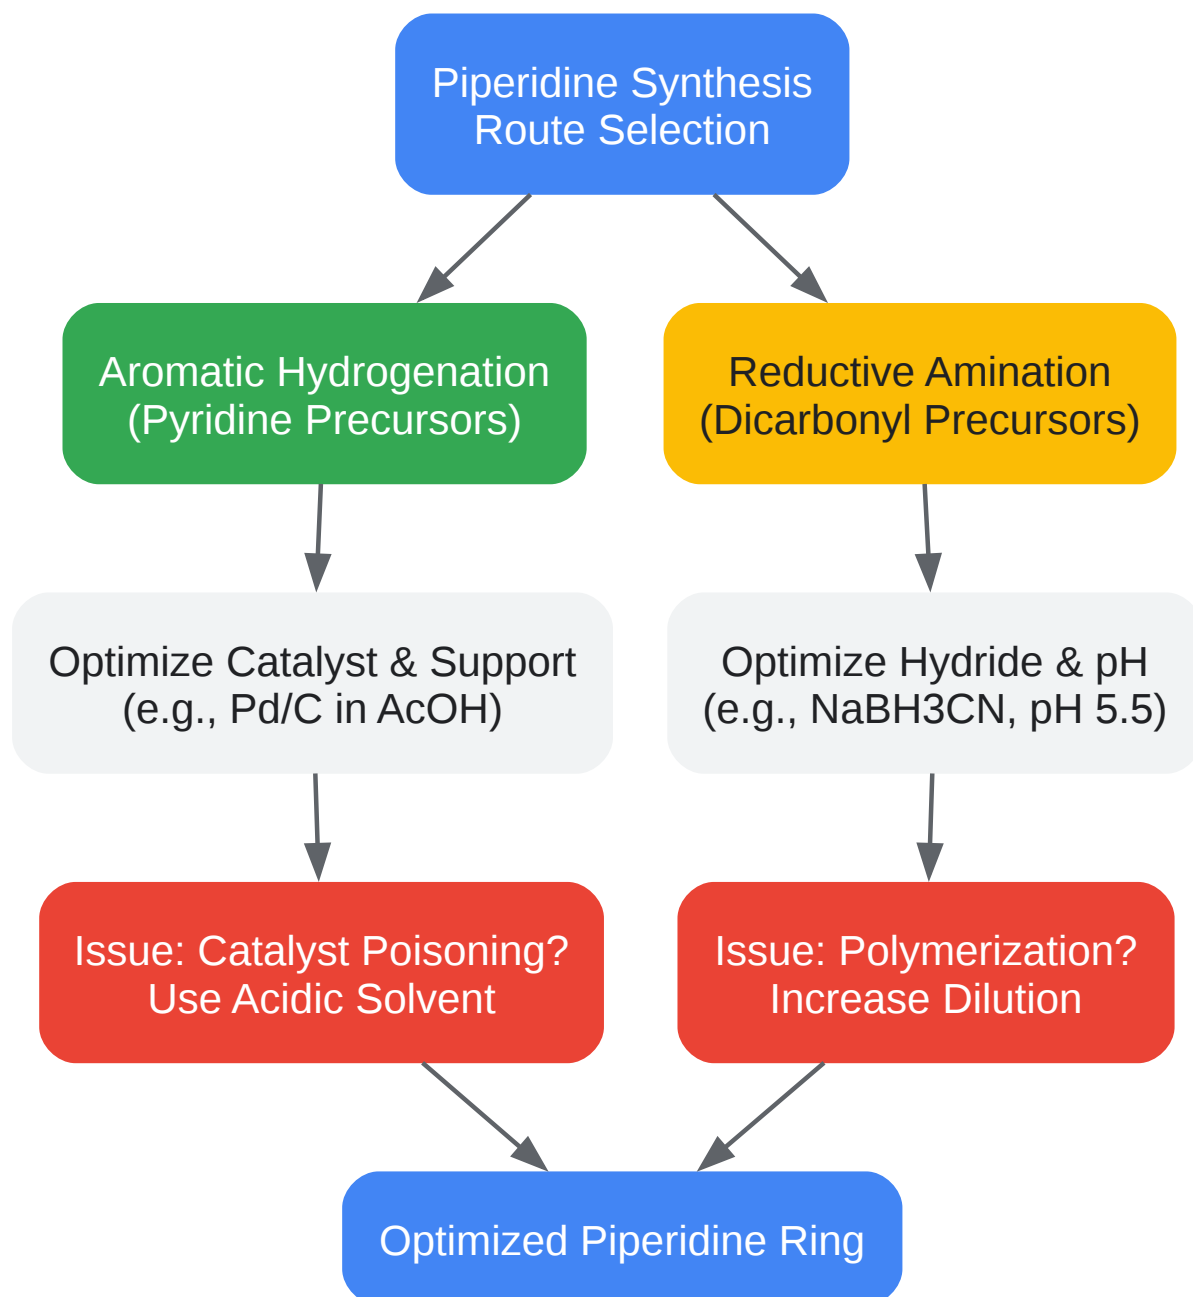 Piperidine Synthesis
Route Selection
Aromatic Hydrogenation
(Pyridine Precursors)
Reductive Amination
(Dicarbonyl Precursors)
Optimize Catalyst & Support
(e.g., Pd/C in AcOH)
Optimize Hydride & pH
(e.g., NaBH3CN, pH 5.5)
Issue: Catalyst Poisoning?
Use Acidic Solvent
Issue: Polymerization?
Increase Dilution
Optimized Piperidine Ring